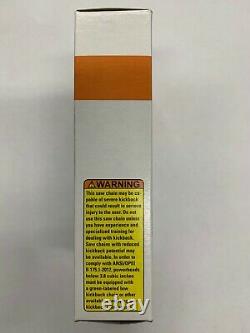 WARNING
Saw chain may be ca-
pable of severe kickback
that could result in serious
injury to the user. Do not
use this saw chain unless
you have experience and
specialized training for
dealing with kickback.
Saw chains with reduced
kickback potential may
be available. In order to
comply with ANSI/OPEI
B 175.1-2012, powerheads
below 3.8 cubic inches
must be equipped with
a green-labeled low
kickback chain or other
available
kickback